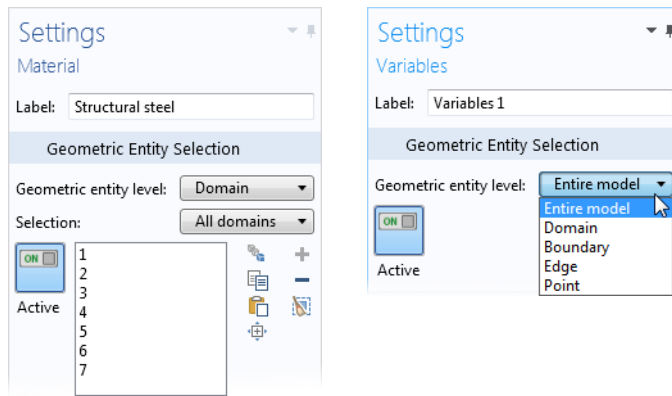 Settings
Material
Label: Structural steel
Geometric Entity Selection
Geometric entity level: Domain
Selection: All domains
ON
Active
1
2
3
4
5
6
7
Settings
Variables
Label: Variables 1
Geometric Entity Selection
Geometric entity level: Entire model
ON
Active
Entire model
Domain
Boundary
Edge
Point